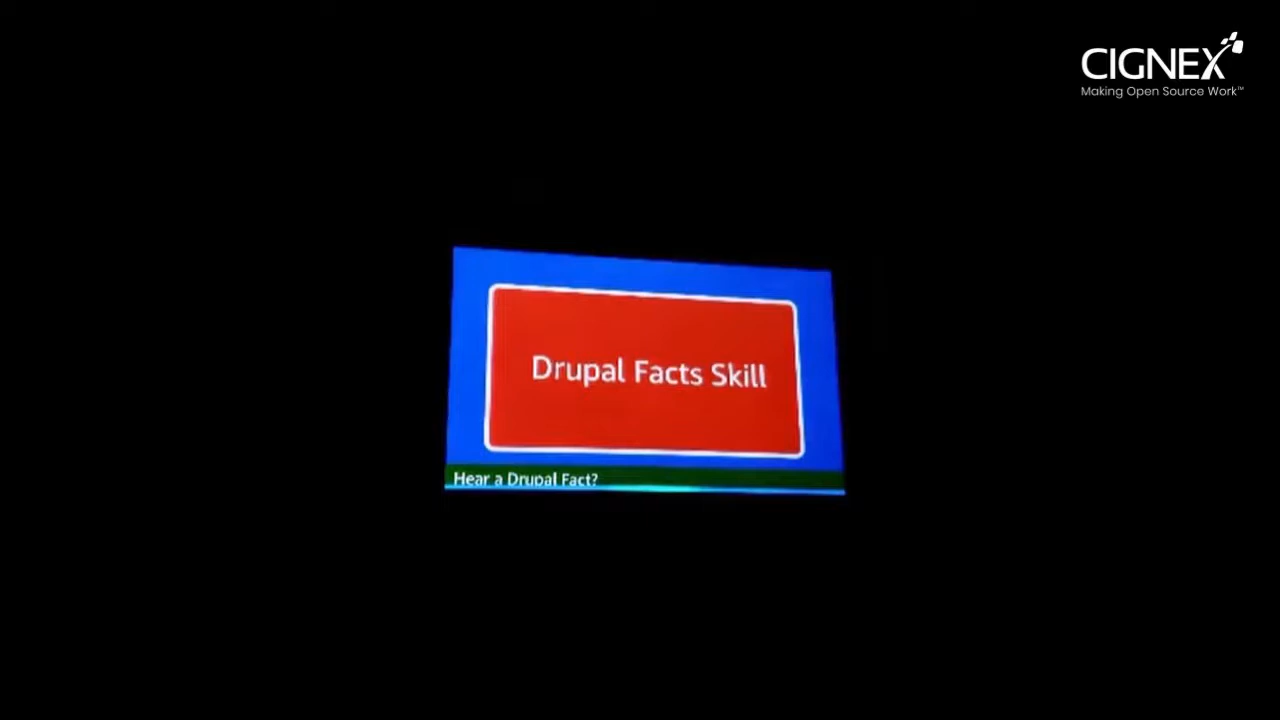 CIGNEX
Making Open Source Work™
Drupal Facts Skill
Hear a Drupal Fact?